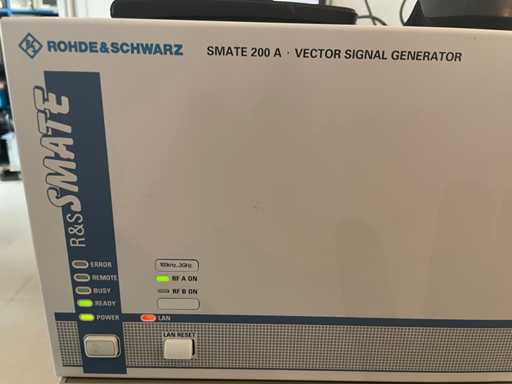 ROHDE&SCHWARZ
SMATE 200 A · VECTOR SIGNAL GENERATOR
R&S SMATE
ERROR
REMOTE
BUSY
READY
POWER
100kHz...3GHz
RF A ON
RF B ON
LAN
LAN RESET